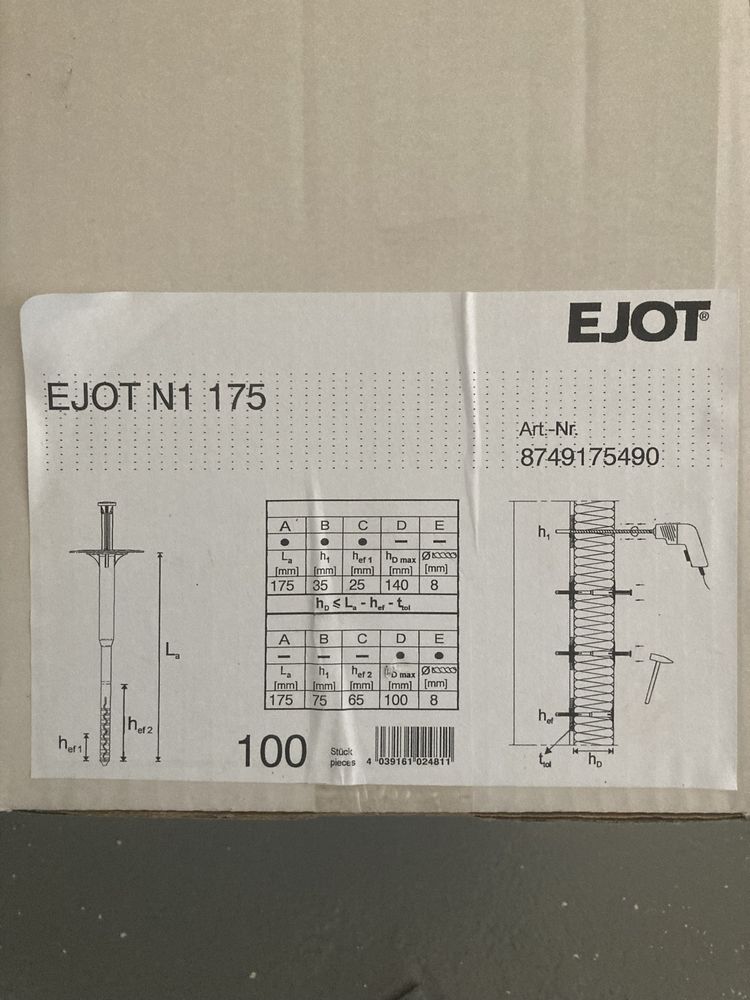 EJOT®
EJOT N1 175
Art.-Nr.
8749175490
A B C D E
● ● ● – –
La h1 hef 1 hD max Ø
[mm] [mm] [mm] [mm] [mm]
175 35 25 140 8
hD ≤ La - hef - ttol
A B C D E
– – – ● ●
La h1 hef 2 hD max Ø
[mm] [mm] [mm] [mm] [mm]
175 75 65 100 8
La
hef 1
hef 2
h1
hef
ttol
hD
100 Stück
pieces
4 039161 024811